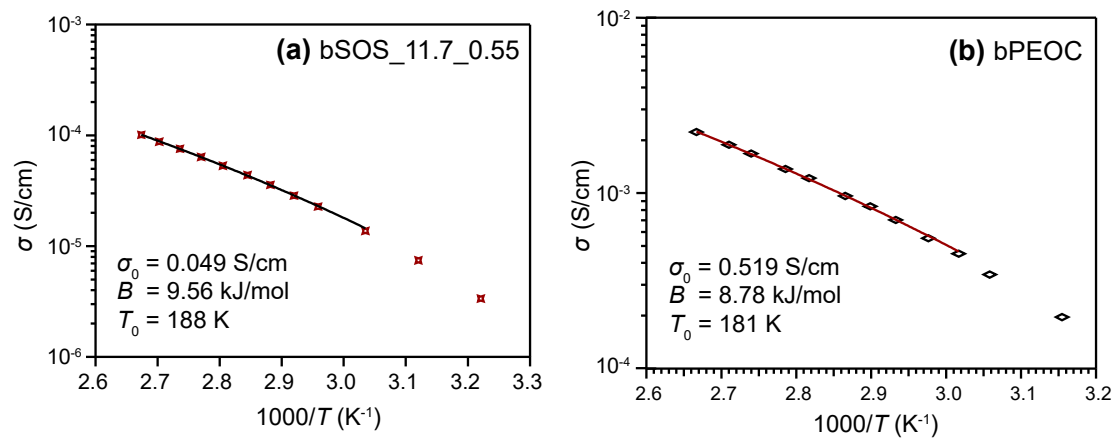 10⁻³
10⁻⁴
10⁻⁵
10⁻⁶
σ (S/cm)
(a) bSOS_11.7_0.55
σ₀ = 0.049 S/cm
B = 9.56 kJ/mol
T₀ = 188 K
2.6 2.7 2.8 2.9 3.0 3.1 3.2 3.3
1000/T (K⁻¹)
10⁻²
10⁻³
10⁻⁴
σ (S/cm)
(b) bPEOC
σ₀ = 0.519 S/cm
B = 8.78 kJ/mol
T₀ = 181 K
2.6 2.7 2.8 2.9 3.0 3.1 3.2
1000/T (K⁻¹)